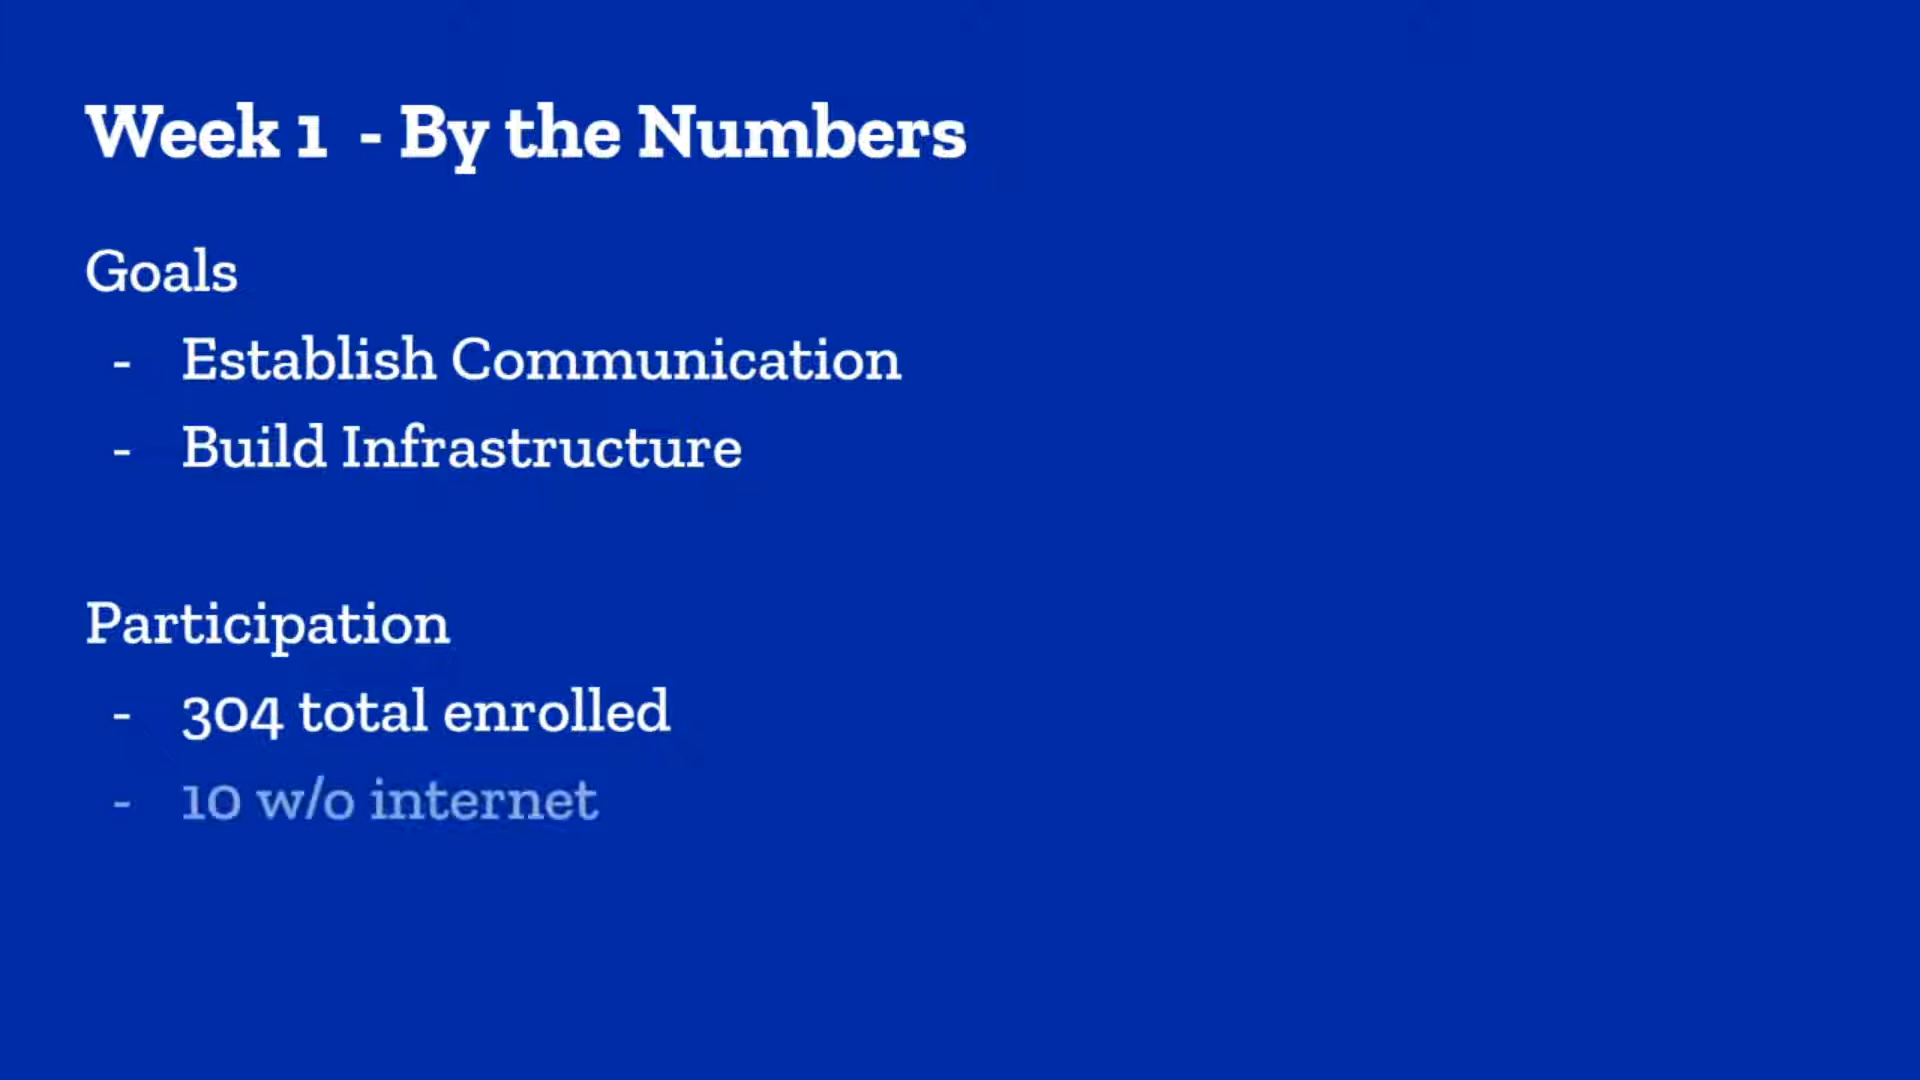 Week 1 - By the Numbers
Goals
- Establish Communication
- Build Infrastructure
Participation
- 304 total enrolled
- 10 w/o internet